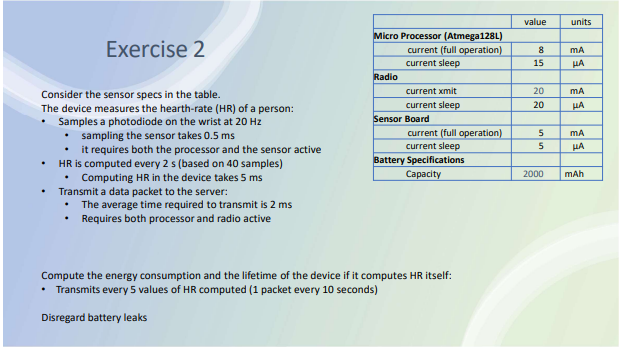 Exercise 2
value units
Micro Processor (Atmega128L)
current (full operation) 8 mA
current sleep 15 µA
Radio
current xmit 20 mA
current sleep 20 µA
Sensor Board
current (full operation) 5 mA
current sleep 5 µA
Battery Specifications
Capacity 2000 mAh
Consider the sensor specs in the table.
The device measures the hearth-rate (HR) of a person:
• Samples a photodiode on the wrist at 20 Hz
• sampling the sensor takes 0.5 ms
• it requires both the processor and the sensor active
• HR is computed every 2 s (based on 40 samples)
• Computing HR in the device takes 5 ms
• Transmit a data packet to the server:
• The average time required to transmit is 2 ms
• Requires both processor and radio active
Compute the energy consumption and the lifetime of the device if it computes HR itself:
• Transmits every 5 values of HR computed (1 packet every 10 seconds)
Disregard battery leaks